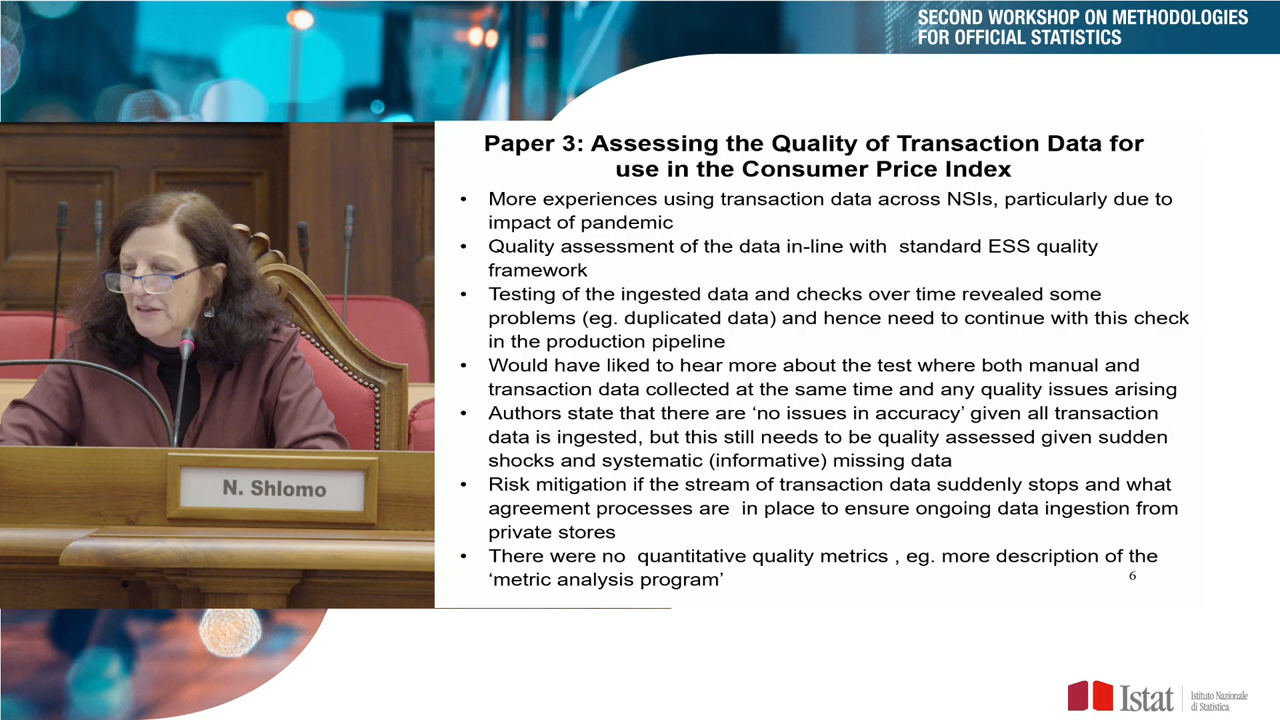 SECOND WORKSHOP ON METHODOLOGIES
FOR OFFICIAL STATISTICS
Paper 3: Assessing the Quality of Transaction Data for
use in the Consumer Price Index
• More experiences using transaction data across NSIs, particularly due to
impact of pandemic
• Quality assessment of the data in-line with standard ESS quality
framework
• Testing of the ingested data and checks over time revealed some
problems (eg. duplicated data) and hence need to continue with this check
in the production pipeline
• Would have liked to hear more about the test where both manual and
transaction data collected at the same time and any quality issues arising
• Authors state that there are ‘no issues in accuracy’ given all transaction
data is ingested, but this still needs to be quality assessed given sudden
shocks and systematic (informative) missing data
• Risk mitigation if the stream of transaction data suddenly stops and what
agreement processes are in place to ensure ongoing data ingestion from
private stores
• There were no quantitative quality metrics , eg. more description of the
‘metric analysis program’
6
N. Shlomo
Istat
Istituto Nazionale
di Statistica